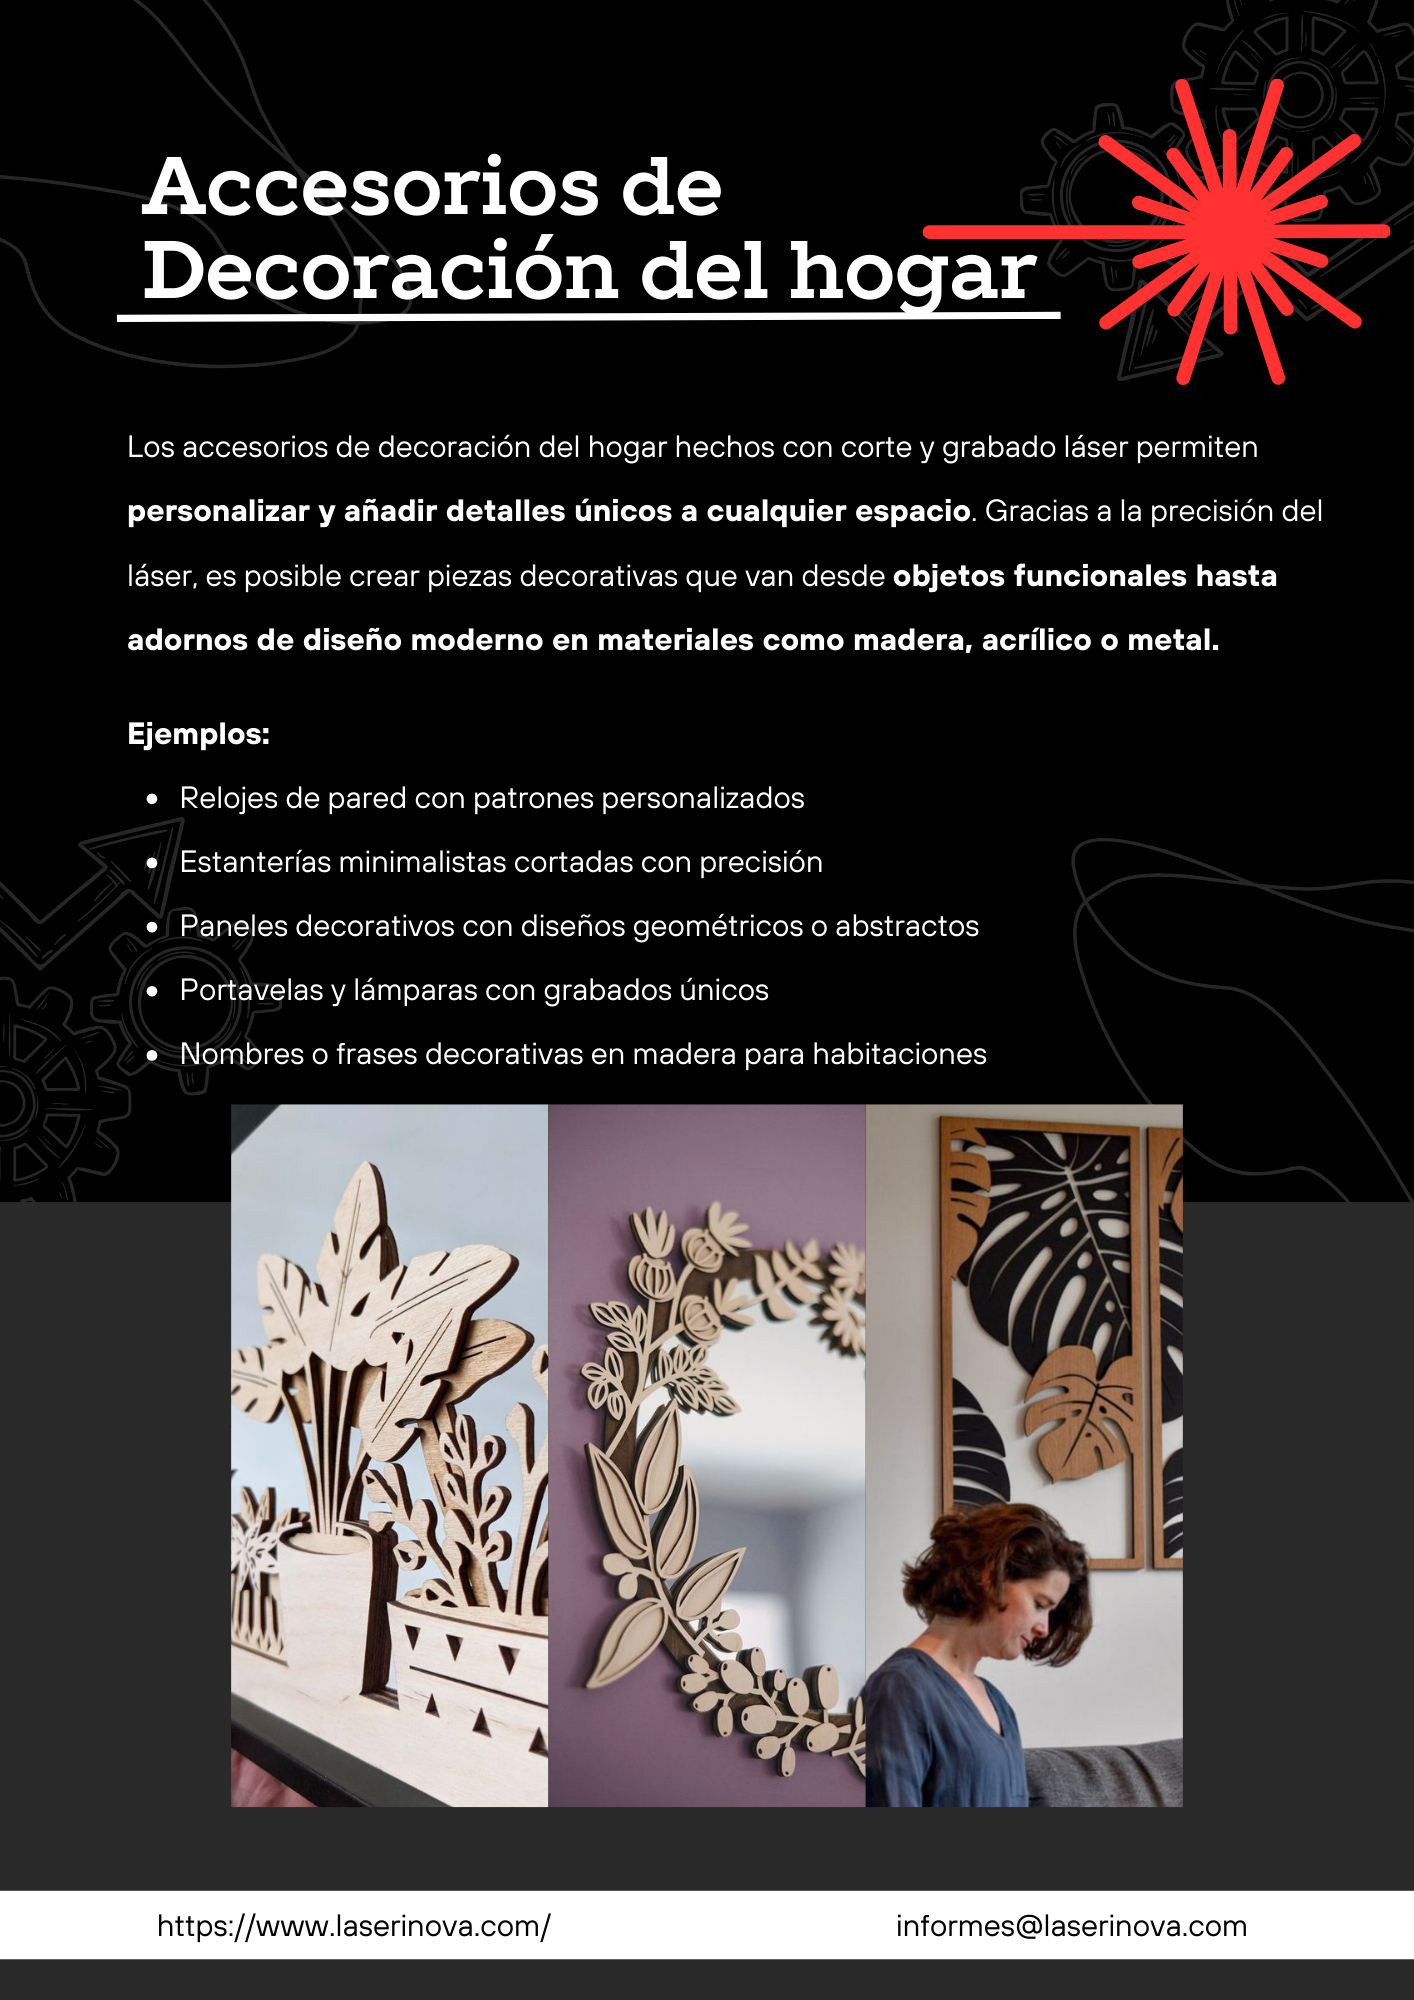 Accesorios de
Decoración del hogar
Los accesorios de decoración del hogar hechos con corte y grabado láser permiten
personalizar y añadir detalles únicos a cualquier espacio. Gracias a la precisión del
láser, es posible crear piezas decorativas que van desde objetos funcionales hasta
adornos de diseño moderno en materiales como madera, acrílico o metal.
Ejemplos:
• Relojes de pared con patrones personalizados
• Estanterías minimalistas cortadas con precisión
• Paneles decorativos con diseños geométricos o abstractos
• Portavelas y lámparas con grabados únicos
• Nombres o frases decorativas en madera para habitaciones
https://www.laserinova.com/
informes@laserinova.com